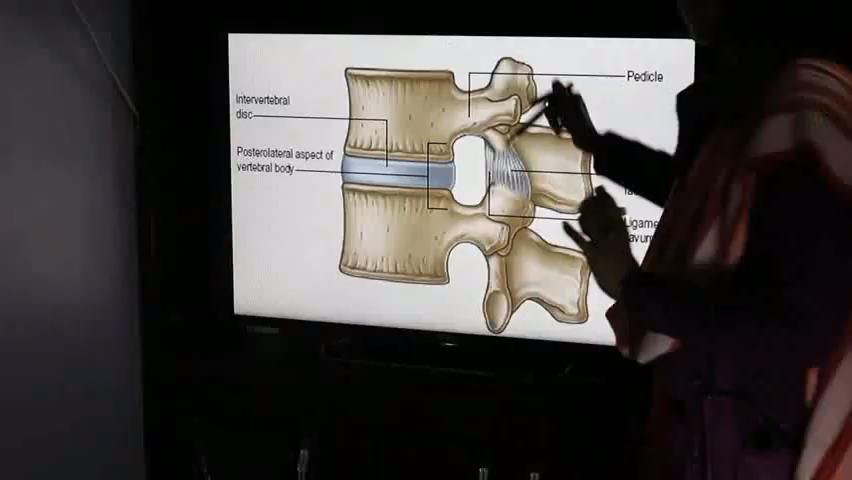 Pedicle
Intervertebral
disc
Posterolateral aspect of
vertebral body